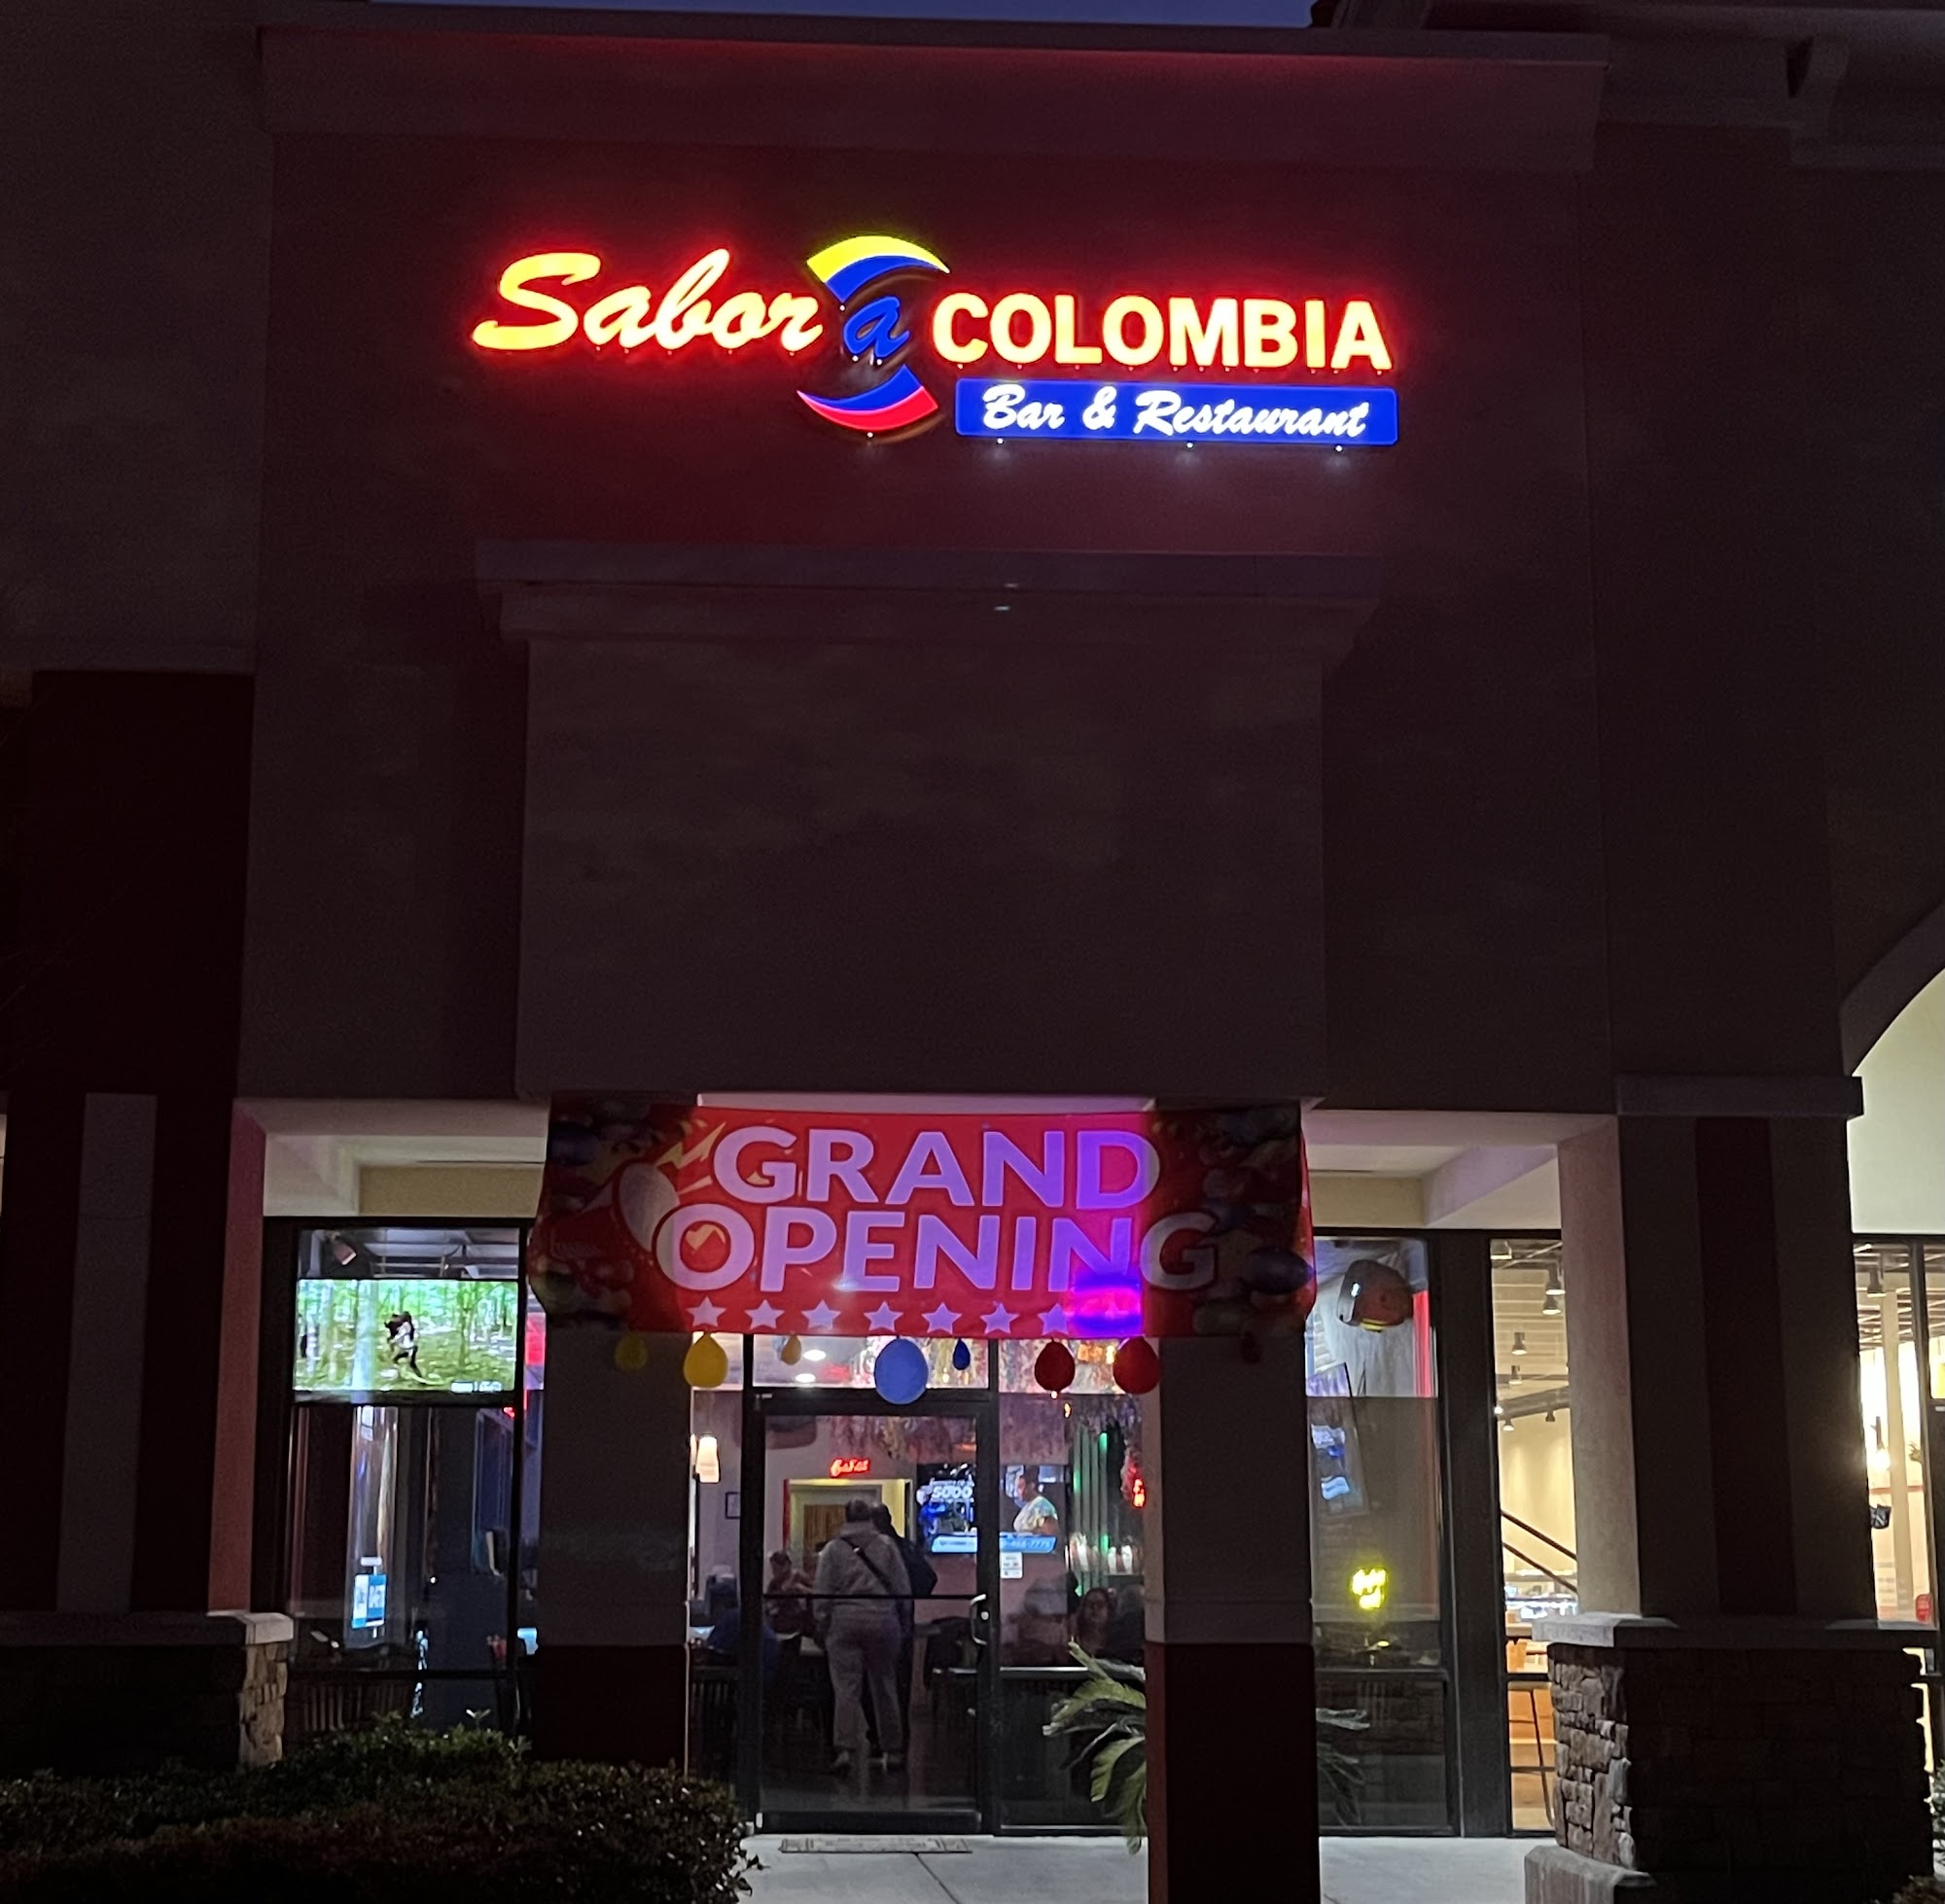 Sabor a COLOMBIA
Bar & Restaurant
GRAND
OPENING